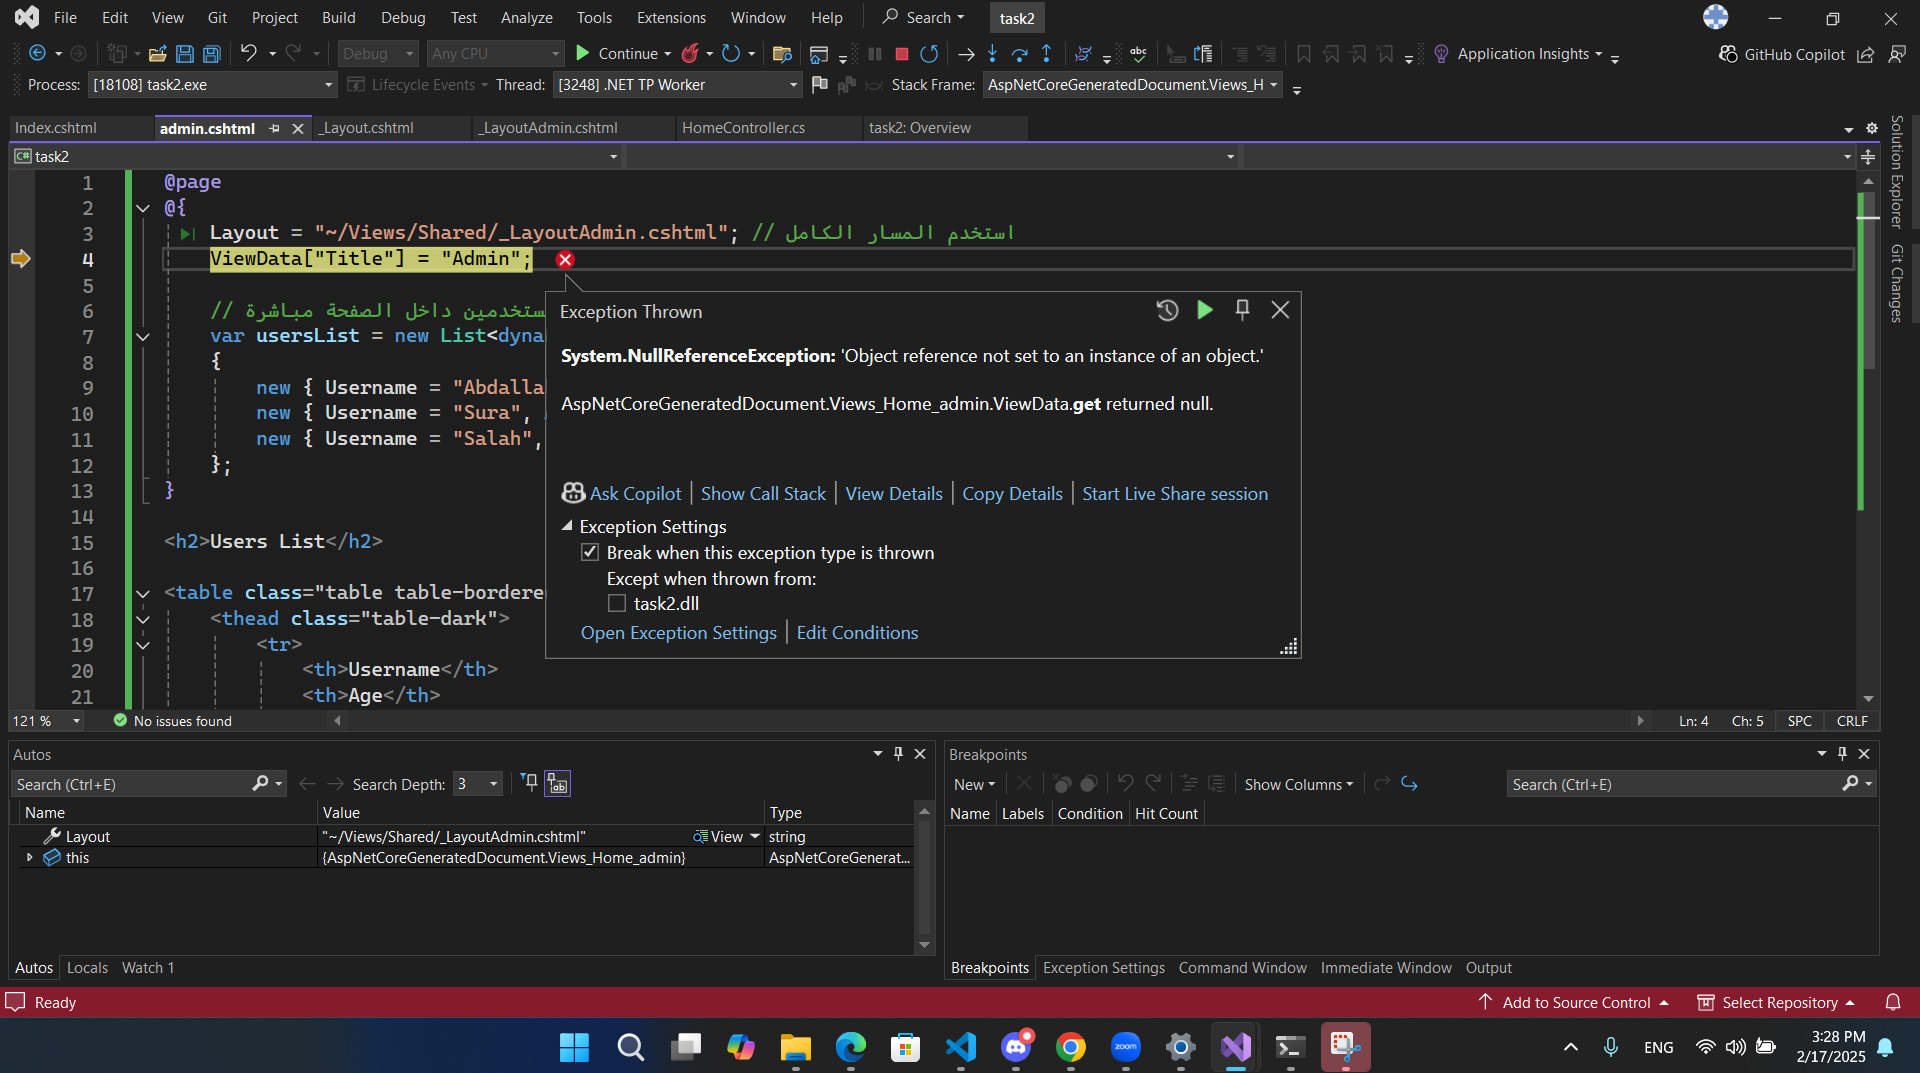 File Edit View Git Project Build Debug Test Analyze Tools Extensions Window Help Search task2
Debug Any CPU Continue abc Application Insights GitHub Copilot
Process: [18108] task2.exe Lifecycle Events Thread: [3248] .NET TP Worker Stack Frame: AspNetCoreGeneratedDocument.Views_H
Index.cshtml admin.cshtml _Layout.cshtml _LayoutAdmin.cshtml HomeController.cs task2: Overview
C# task2
Solution Explorer
Git Changes
1 @page
2 @{
3 Layout = "~/Views/Shared/_LayoutAdmin.cshtml"; // استخدم المسار الكامل
4 ViewData["Title"] = "Admin";
5
6 // داخل الصفحة مباشرة
7 var usersList = new List<dyna
8 {
9 new { Username = "Abdalla
10 new { Username = "Sura",
11 new { Username = "Salah",
12 };
13 }
14
15 <h2>Users List</h2>
16
17 <table class="table table-bordere
18 <thead class="table-dark">
19 <tr>
20 <th>Username</th>
21 <th>Age</th>
Exception Thrown
System.NullReferenceException: 'Object reference not set to an instance of an object.'
AspNetCoreGeneratedDocument.Views_Home_admin.ViewData.get returned null.
Ask Copilot Show Call Stack View Details Copy Details Start Live Share session
Exception Settings
Break when this exception type is thrown
Except when thrown from:
task2.dll
Open Exception Settings Edit Conditions
121 % No issues found Ln: 4 Ch: 5 SPC CRLF
Autos
Search (Ctrl+E) Search Depth: 3 ab
Name Value Type
Layout "~/Views/Shared/_LayoutAdmin.cshtml" View string
this {AspNetCoreGeneratedDocument.Views_Home_admin} AspNetCoreGenerat...
Autos Locals Watch 1
Breakpoints
New Show Columns Search (Ctrl+E)
Name Labels Condition Hit Count
Breakpoints Exception Settings Command Window Immediate Window Output
Ready Add to Source Control Select Repository
zoom
ENG
3:28 PM
2/17/2025